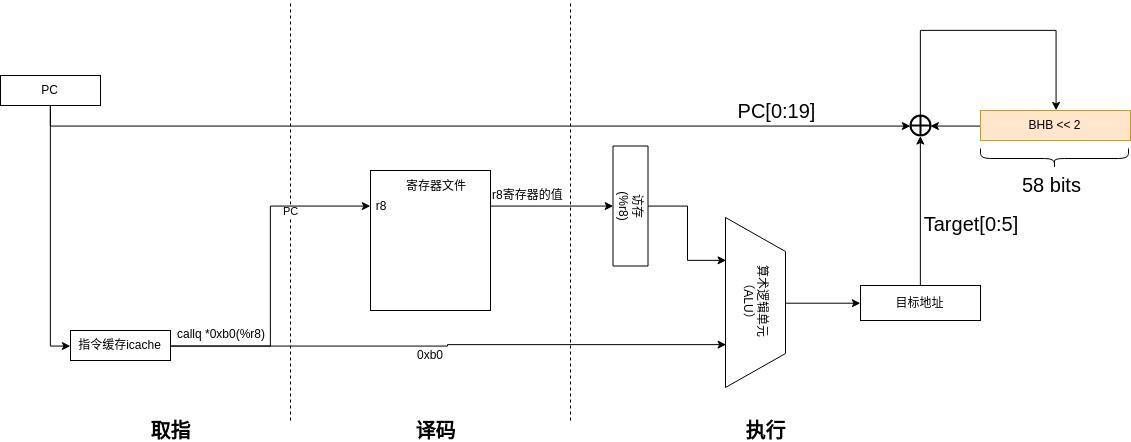 PC
PC[0:19]
BHB << 2
58 bits
寄存器文件
r8
r8寄存器的值
访存
(%r8)
PC
Target[0:5]
算术逻辑单元
（ALU）
目标地址
callq *0xb0(%r8)
指令缓存icache
0xb0
取指
译码
执行